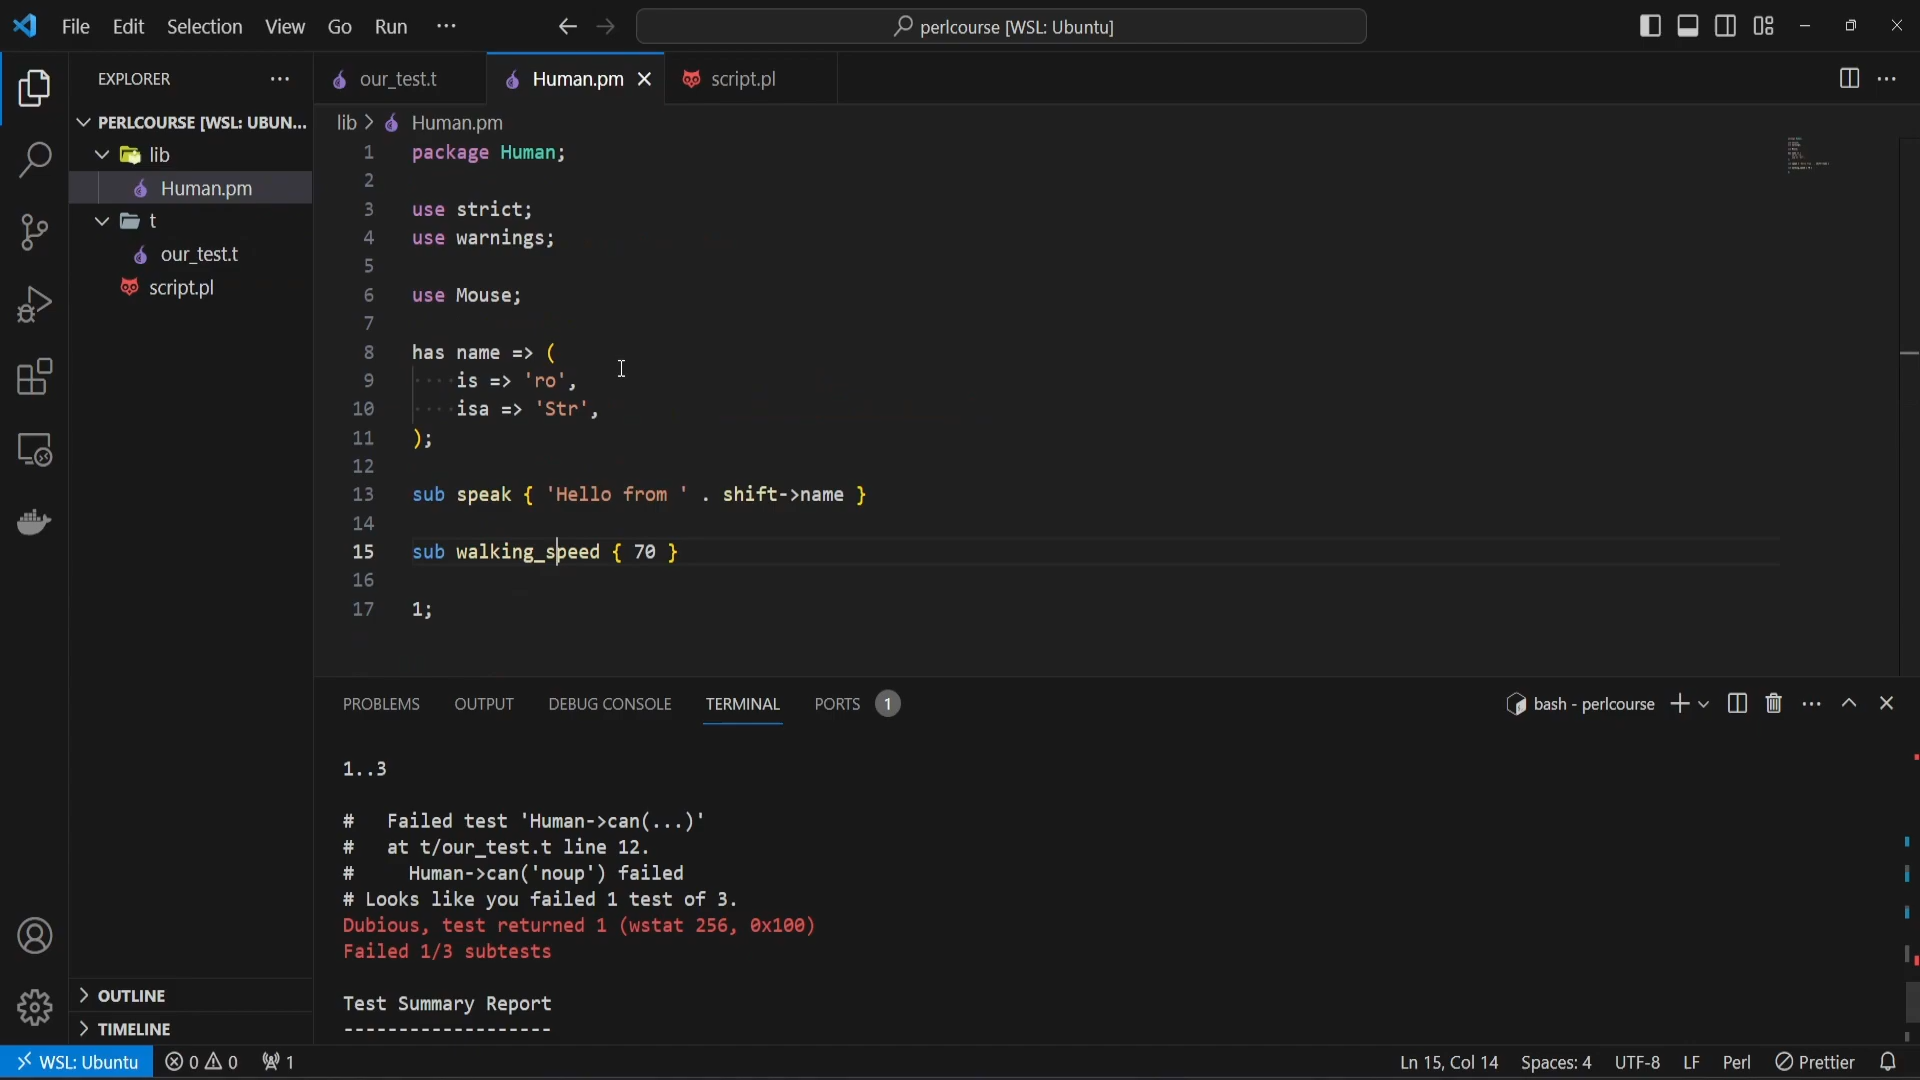 File Edit Selection View Go Run ···
perlcourse [WSL: Ubuntu]
EXPLORER ···
our_test.t
Human.pm
script.pl
PERLCOURSE [WSL: UBUN...
lib
Human.pm
t
our_test.t
script.pl
OUTLINE
TIMELINE
lib > Human.pm
1 package Human;
2
3 use strict;
4 use warnings;
5
6 use Mouse;
7
8 has name => (
9 ····is => 'ro',
10 ····isa => 'Str',
11 );
12
13 sub speak { 'Hello from ' . shift->name }
14
15 sub walking_speed { 70 }
16
17 1;
PROBLEMS OUTPUT DEBUG CONSOLE TERMINAL PORTS 1
bash - perlcourse
1..3
#   Failed test 'Human->can(...)'
#   at t/our_test.t line 12.
#     Human->can('noup') failed
# Looks like you failed 1 test of 3.
Dubious, test returned 1 (wstat 256, 0x100)
Failed 1/3 subtests
Test Summary Report
-------------------
WSL: Ubuntu 0 0 1
Ln 15, Col 14 Spaces: 4 UTF-8 LF Perl Prettier